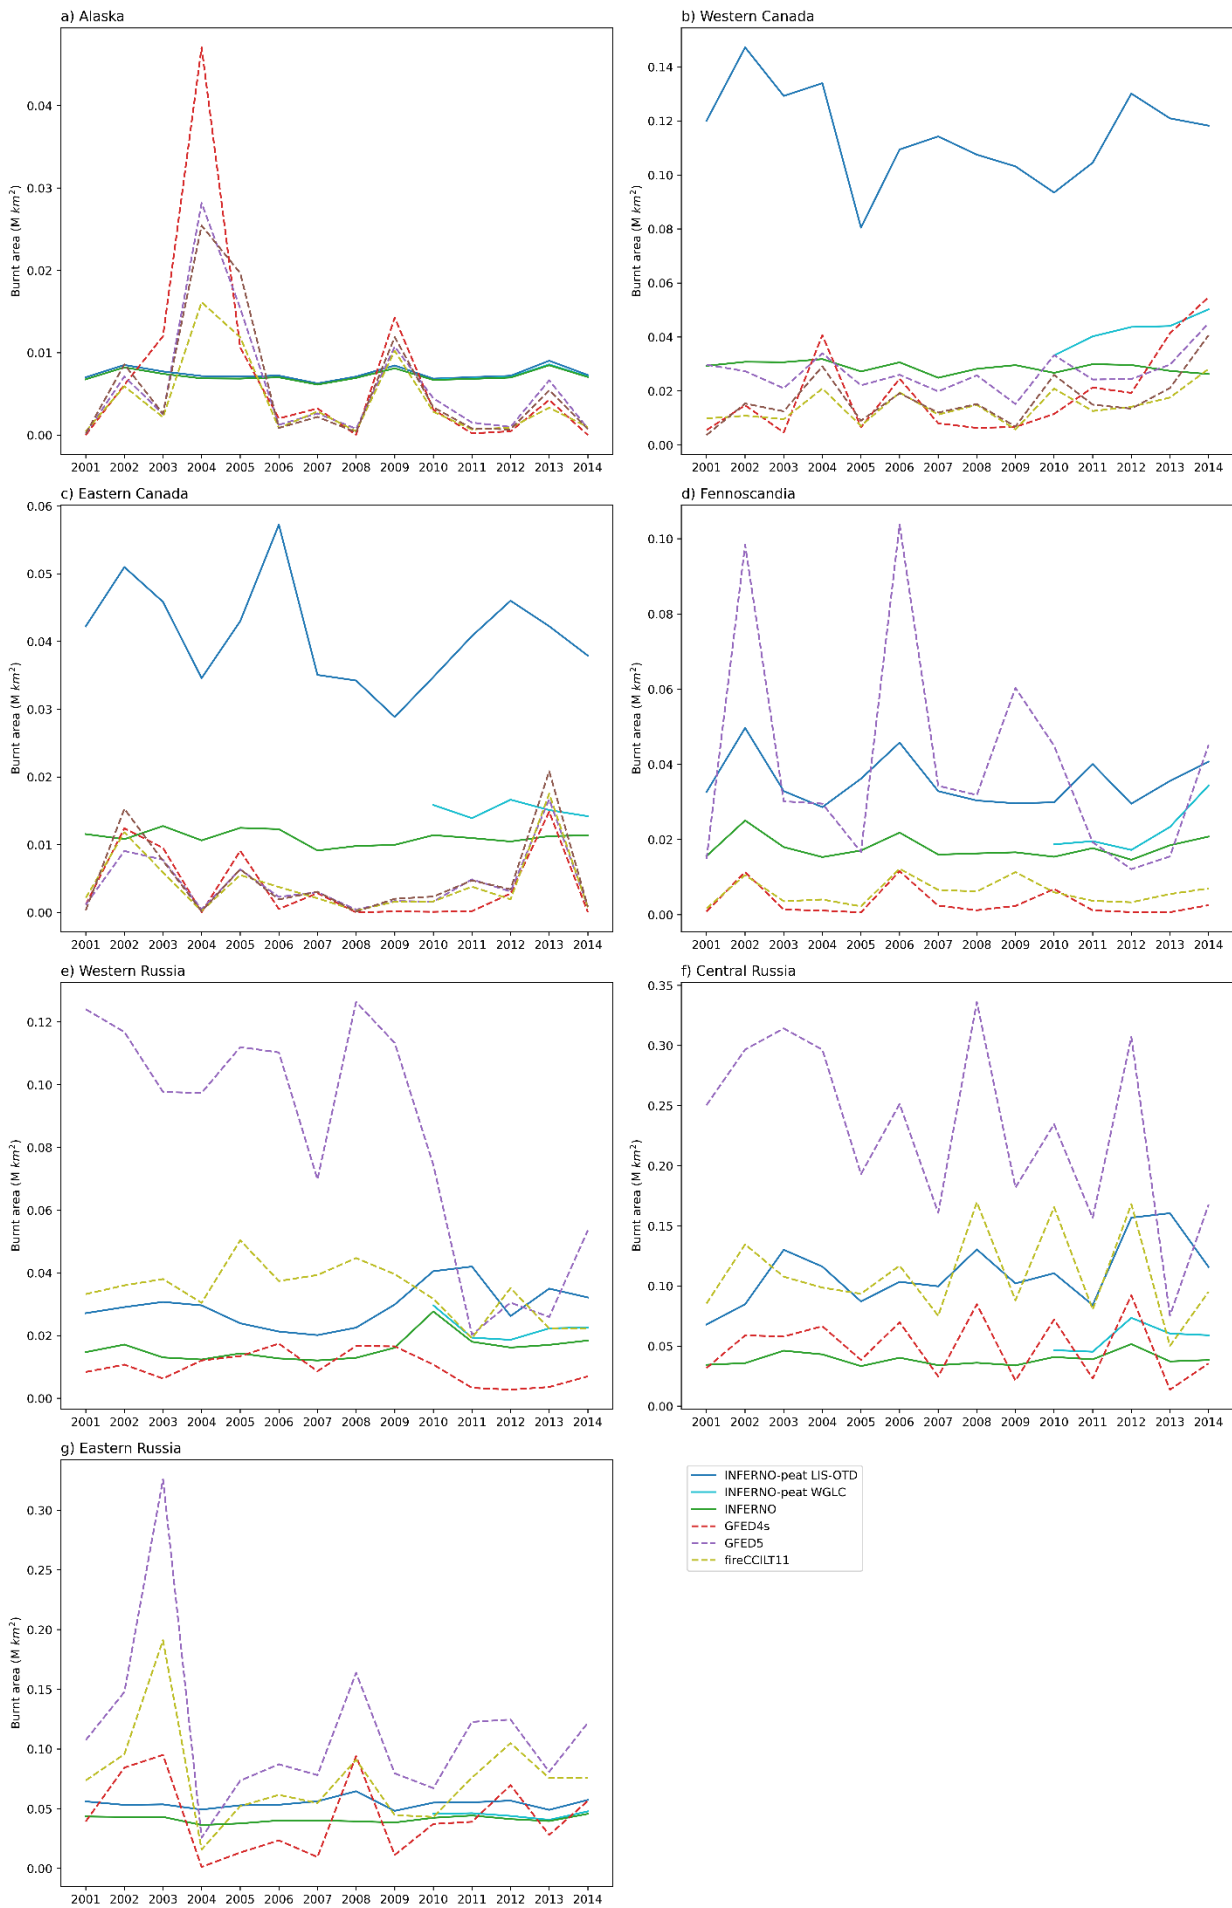 a) Alaska
Burnt area (M km²)
0.04
0.03
0.02
0.01
0.00
2001 2002 2003 2004 2005 2006 2007 2008 2009 2010 2011 2012 2013 2014
b) Western Canada
Burnt area (M km²)
0.14
0.12
0.10
0.08
0.06
0.04
0.02
0.00
2001 2002 2003 2004 2005 2006 2007 2008 2009 2010 2011 2012 2013 2014
c) Eastern Canada
Burnt area (M km²)
0.06
0.05
0.04
0.03
0.02
0.01
0.00
2001 2002 2003 2004 2005 2006 2007 2008 2009 2010 2011 2012 2013 2014
d) Fennoscandia
Burnt area (M km²)
0.10
0.08
0.06
0.04
0.02
0.00
2001 2002 2003 2004 2005 2006 2007 2008 2009 2010 2011 2012 2013 2014
e) Western Russia
Burnt area (M km²)
0.12
0.10
0.08
0.06
0.04
0.02
0.00
2001 2002 2003 2004 2005 2006 2007 2008 2009 2010 2011 2012 2013 2014
f) Central Russia
Burnt area (M km²)
0.35
0.30
0.25
0.20
0.15
0.10
0.05
0.00
2001 2002 2003 2004 2005 2006 2007 2008 2009 2010 2011 2012 2013 2014
g) Eastern Russia
Burnt area (M km²)
0.30
0.25
0.20
0.15
0.10
0.05
0.00
2001 2002 2003 2004 2005 2006 2007 2008 2009 2010 2011 2012 2013 2014
INFERNO-peat LIS-OTD
INFERNO-peat WGLC
INFERNO
GFED4s
GFED5
fireCCILT11